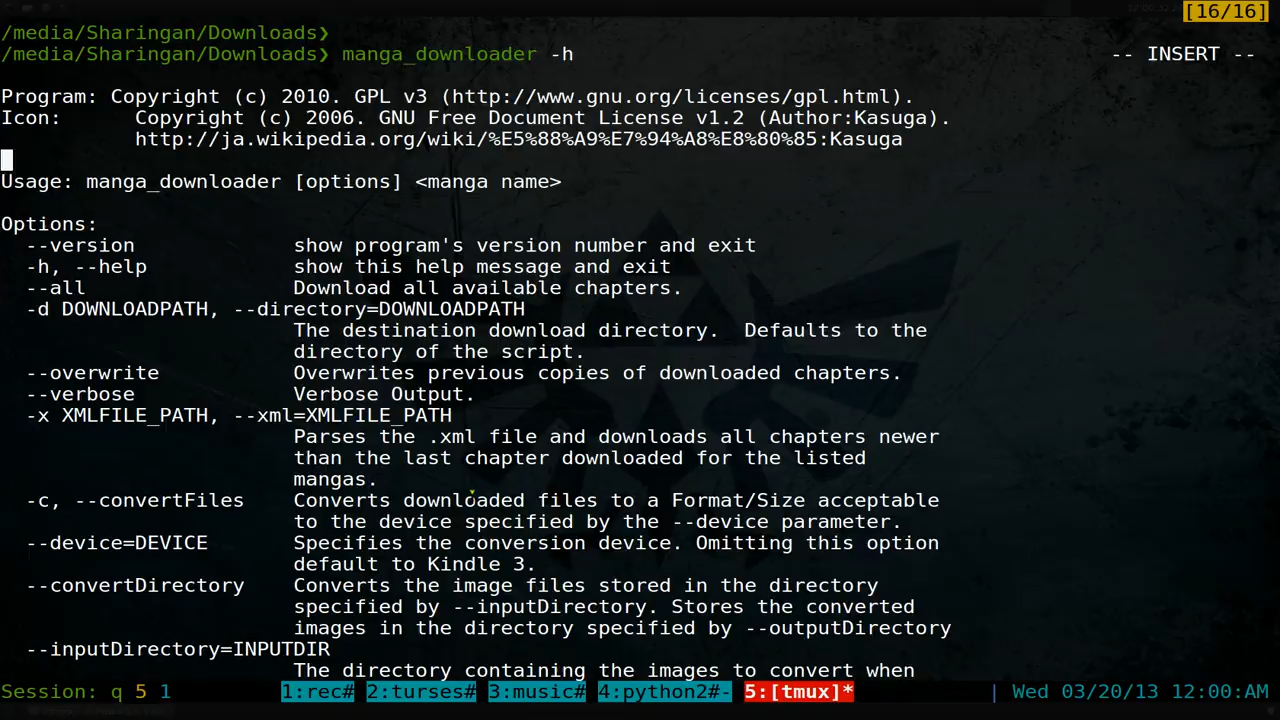 [16/16]
/media/Sharingan/Downloads❯
/media/Sharingan/Downloads❯ manga_downloader -h -- INSERT --
Program: Copyright (c) 2010. GPL v3 (http://www.gnu.org/licenses/gpl.html).
Icon: Copyright (c) 2006. GNU Free Document License v1.2 (Author:Kasuga).
http://ja.wikipedia.org/wiki/%E5%88%A9%E7%94%A8%E8%80%85:Kasuga
Usage: manga_downloader [options] <manga name>
Options:
--version show program's version number and exit
-h, --help show this help message and exit
--all Download all available chapters.
-d DOWNLOADPATH, --directory=DOWNLOADPATH
The destination download directory.  Defaults to the
directory of the script.
--overwrite Overwrites previous copies of downloaded chapters.
--verbose Verbose Output.
-x XMLFILE_PATH, --xml=XMLFILE_PATH
Parses the .xml file and downloads all chapters newer
than the last chapter downloaded for the listed
mangas.
-c, --convertFiles Converts downloaded files to a Format/Size acceptable
to the device specified by the --device parameter.
--device=DEVICE Specifies the conversion device. Omitting this option
default to Kindle 3.
--convertDirectory Converts the image files stored in the directory
specified by --inputDirectory. Stores the converted
images in the directory specified by --outputDirectory
--inputDirectory=INPUTDIR
The directory containing the images to convert when
Session: q 5 1 1:rec# 2:turses# 3:music# 4:python2#- 5:[tmux]* | Wed 03/20/13 12:00:AM